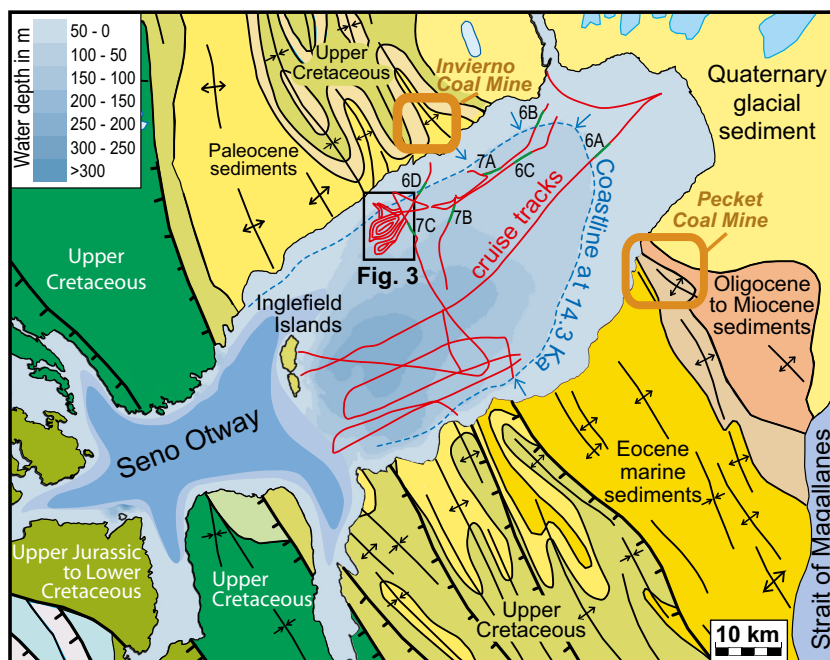 Water depth in m
50 - 0
100 - 50
150 - 100
200 - 150
250 - 200
300 - 250
>300
Upper
Cretaceous
Invierno
Coal Mine
Quaternary
glacial
sediment
Paleocene
sediments
6B
6A
7A
6C
6D
7B
7C
Fig. 3
cruise tracks
Coastline at 14.3 Ka
Pecket
Coal Mine
Upper
Cretaceous
Oligocene
to Miocene
sediments
Inglefield
Islands
Seno Otway
Eocene
marine
sediments
Strait of Magallanes
Upper Jurassic
to Lower
Cretaceous
Upper
Cretaceous
Upper
Cretaceous
10 km